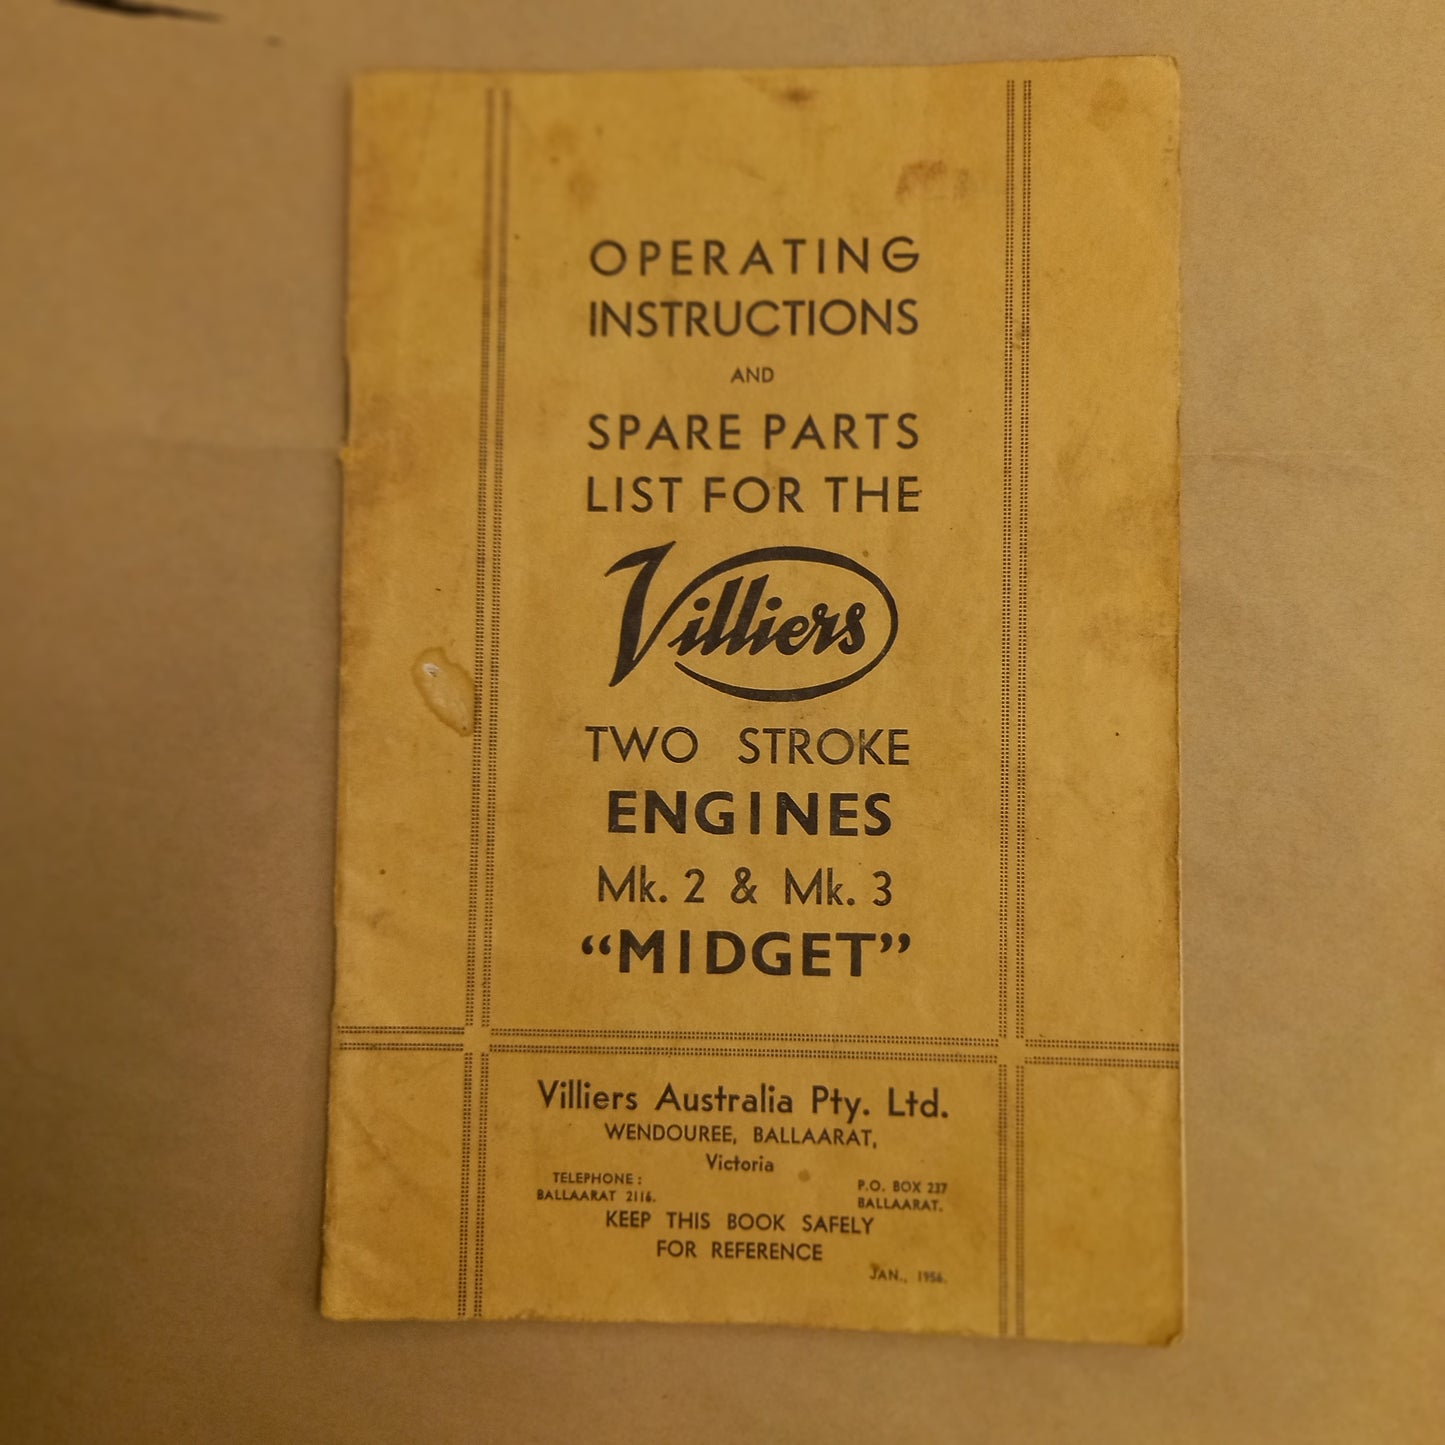 OPERATING
INSTRUCTIONS
AND
SPARE PARTS
LIST FOR THE
Villiers
TWO STROKE
ENGINES
Mk. 2 & Mk. 3
“MIDGET”
Villiers Australia Pty. Ltd.
WENDOUREE, BALLAARAT,
Victoria
TELEPHONE :
BALLAARAT 2116.
P.O. BOX 237
BALLAARAT.
KEEP THIS BOOK SAFELY
FOR REFERENCE
JAN., 1956.